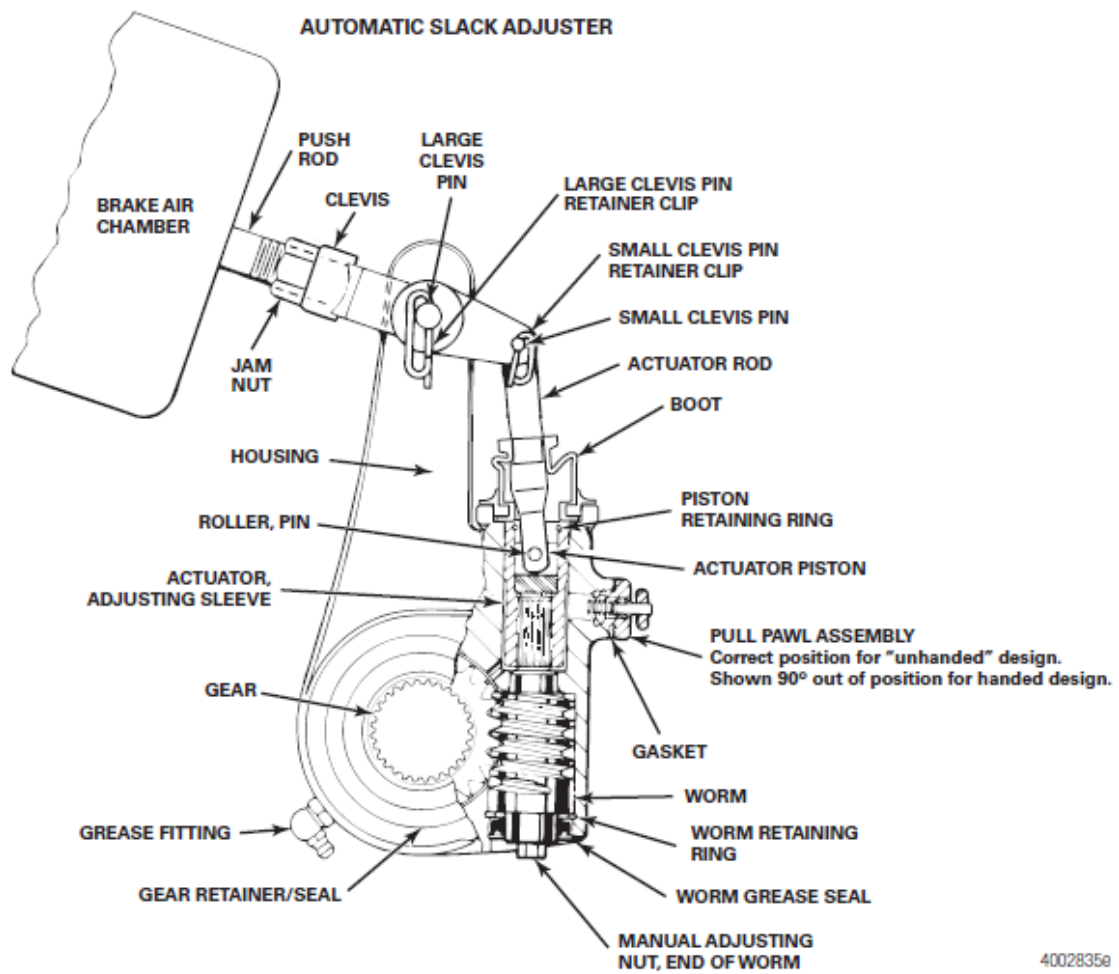 AUTOMATIC SLACK ADJUSTER
PUSH
ROD
LARGE
CLEVIS
PIN
LARGE CLEVIS PIN
RETAINER CLIP
CLEVIS
BRAKE AIR
CHAMBER
SMALL CLEVIS PIN
RETAINER CLIP
SMALL CLEVIS PIN
JAM
NUT
ACTUATOR ROD
BOOT
HOUSING
PISTON
RETAINING RING
ROLLER, PIN
ACTUATOR PISTON
ACTUATOR,
ADJUSTING SLEEVE
PULL PAWL ASSEMBLY
Correct position for "unhanded" design.
Shown 90º out of position for handed design.
GEAR
GASKET
WORM
GREASE FITTING
WORM RETAINING
RING
GEAR RETAINER/SEAL
WORM GREASE SEAL
MANUAL ADJUSTING
NUT, END OF WORM
4002835e